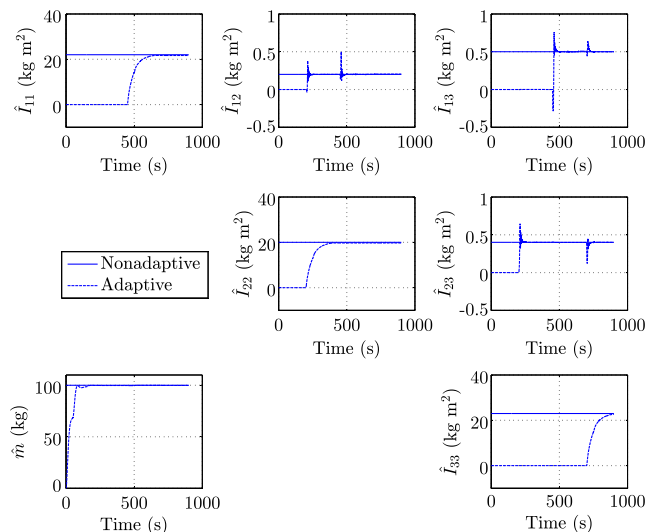 40
20
0
Î11 (kg m²)
0 500 1000
Time (s)
1
0.5
0
-0.5
Î12 (kg m²)
0 500 1000
Time (s)
1
0.5
0
-0.5
Î13 (kg m²)
0 500 1000
Time (s)
Nonadaptive
Adaptive
40
20
0
Î22 (kg m²)
0 500 1000
Time (s)
1
0.5
0
-0.5
Î23 (kg m²)
0 500 1000
Time (s)
100
50
0
m̂ (kg)
0 500 1000
Time (s)
40
20
0
Î33 (kg m²)
0 500 1000
Time (s)